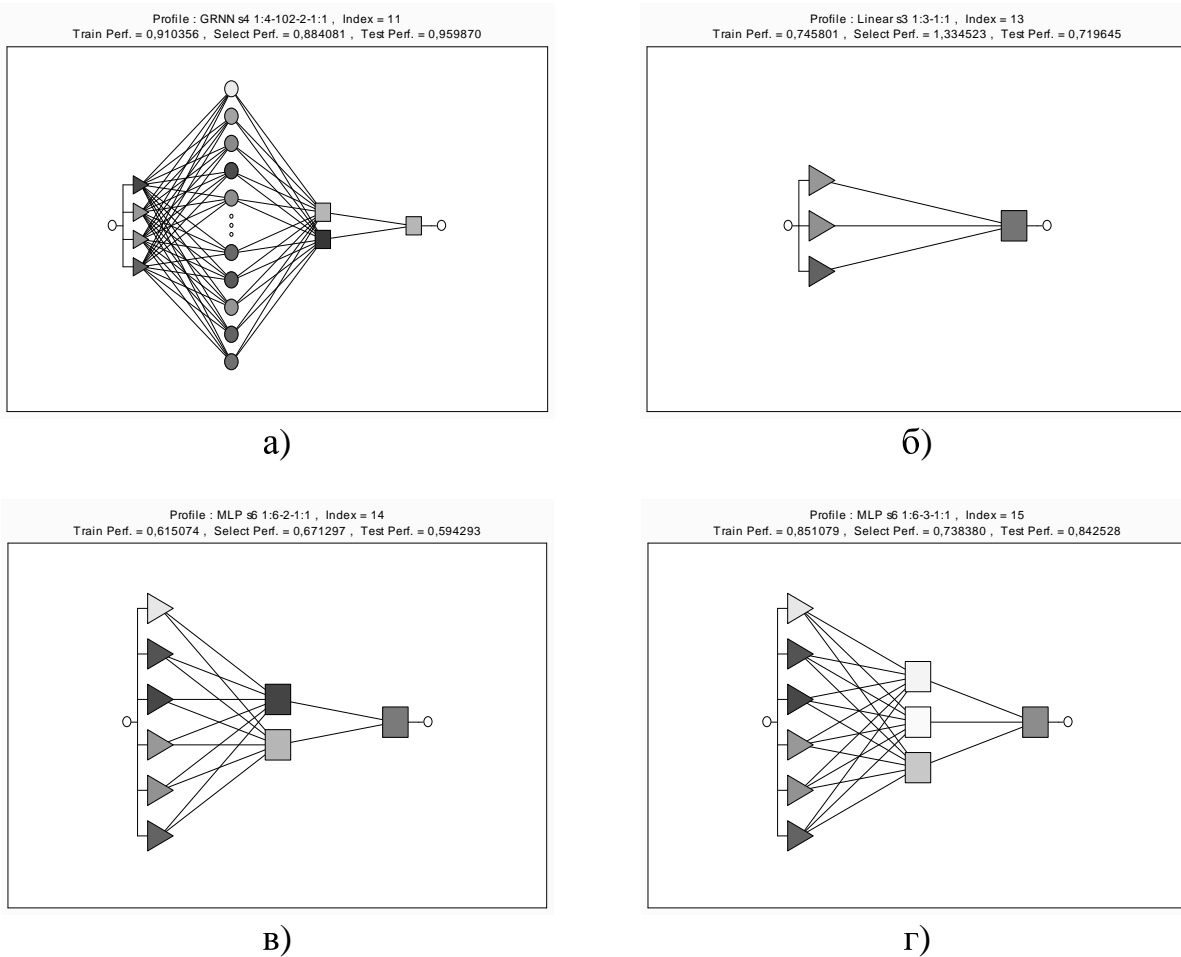 Profile : GRNN s4 1:4-102-2-1:1 , Index = 11
Train Perf. = 0,910356 , Select Perf. = 0,884081 , Test Perf. = 0,959870
Profile : Linear s3 1:3-1:1 , Index = 13
Train Perf. = 0,745801 , Select Perf. = 1,334523 , Test Perf. = 0,719645
а)
б)
Profile : MLP s6 1:6-2-1:1 , Index = 14
Train Perf. = 0,615074 , Select Perf. = 0,671297 , Test Perf. = 0,594293
Profile : MLP s6 1:6-3-1:1 , Index = 15
Train Perf. = 0,851079 , Select Perf. = 0,738380 , Test Perf. = 0,842528
в)
г)